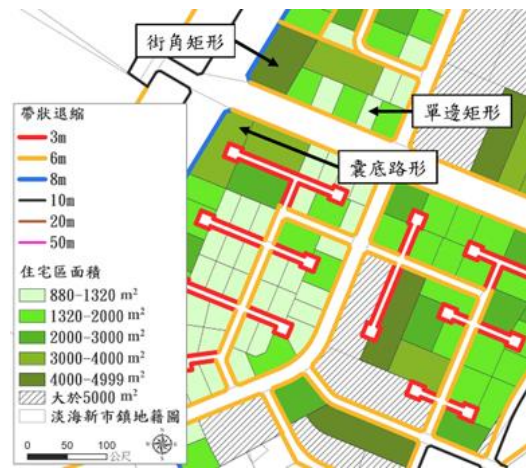 街角矩形
單邊矩形
囊底路形
帶狀退縮
3m
6m
8m
10m
20m
50m
住宅區面積
880-1320 m²
1320-2000 m²
2000-3000 m²
3000-4000 m²
4000-4999 m²
大於5000 m²
淡海新市鎮地籍圖
0 50 100
公尺
N